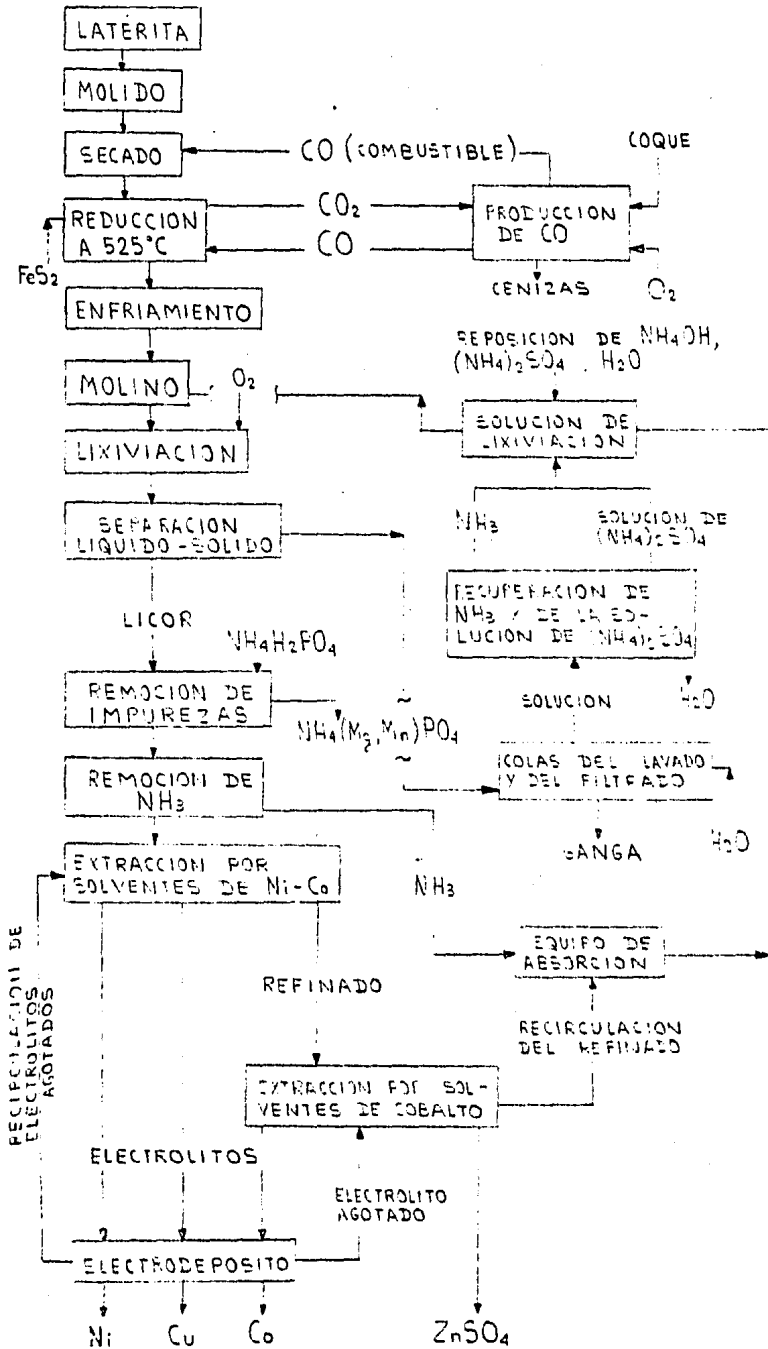 LATERITA
MOLIDO
SECADO
CO (COMBUSTIBLE)
COQUE
REDUCCION
A 525°C
CO2
CO
PRODUCCION
DE CO
FeS2
CENIZAS
O2
ENFRIAMIENTO
REPOSICION DE NH4OH,
(NH4)2SO4 . H2O
MOLINO
O2
SOLUCION DE
LIXIVIACION
LIXIVIACION
SEPARACION
LIQUIDO-SOLIDO
NH3
SOLUCION DE
(NH4)2SO4
RECUPERACION DE
NH3 Y DE LA SO-
LUCION DE (NH4)2SO4
LICOR
NH4H2PO4
REMOCION DE
IMPUREZAS
NH4(Mg, Mn)PO4
SOLUCION
H2O
REMOCION DE
NH3
COLAS DEL LAVADO
Y DEL FILTRADO
GANGA
H2O
EXTRACCION POR
SOLVENTES DE Ni-Co
NH3
EQUIPO DE
ABSORCION
RECIRCULACION DE
ELECTROLITOS
AGOTADOS
REFINADO
RECIRCULACION
DEL REFINADO
EXTRACCION POR SOL-
VENTES DE COBALTO
ELECTROLITOS
ELECTROLITO
AGOTADO
ELECTRODEPOSITO
Ni
Cu
Co
ZnSO4